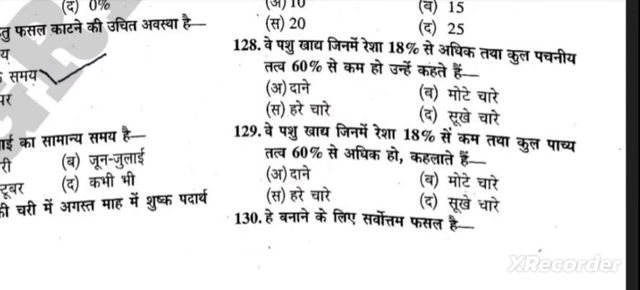 (द) 0%
तु फसल काटने की उचित अवस्था है—
य
समय
पर
ाई का सामान्य समय है—
री (ब) जून-जुलाई
टूबर (द) कभी भी
की चरी में अगस्त माह में शुष्क पदार्थ
(अ) 10 (ब) 15
(स) 20 (द) 25
128. वे पशु खाद्य जिनमें रेशा 18% से अधिक तथा कुल पचनीय
तत्व 60% से कम हो उन्हें कहते हैं—
(अ) दाने (ब) मोटे चारे
(स) हरे चारे (द) सूखे चारे
129. वे पशु खाद्य जिनमें रेशा 18% से कम तथा कुल पाच्य
तत्व 60% से अधिक हो, कहलाते हैं—
(अ) दाने (ब) मोटे चारे
(स) हरे चारे (द) सूखे चारे
130. हे बनाने के लिए सर्वोत्तम फसल है—
XRecorder